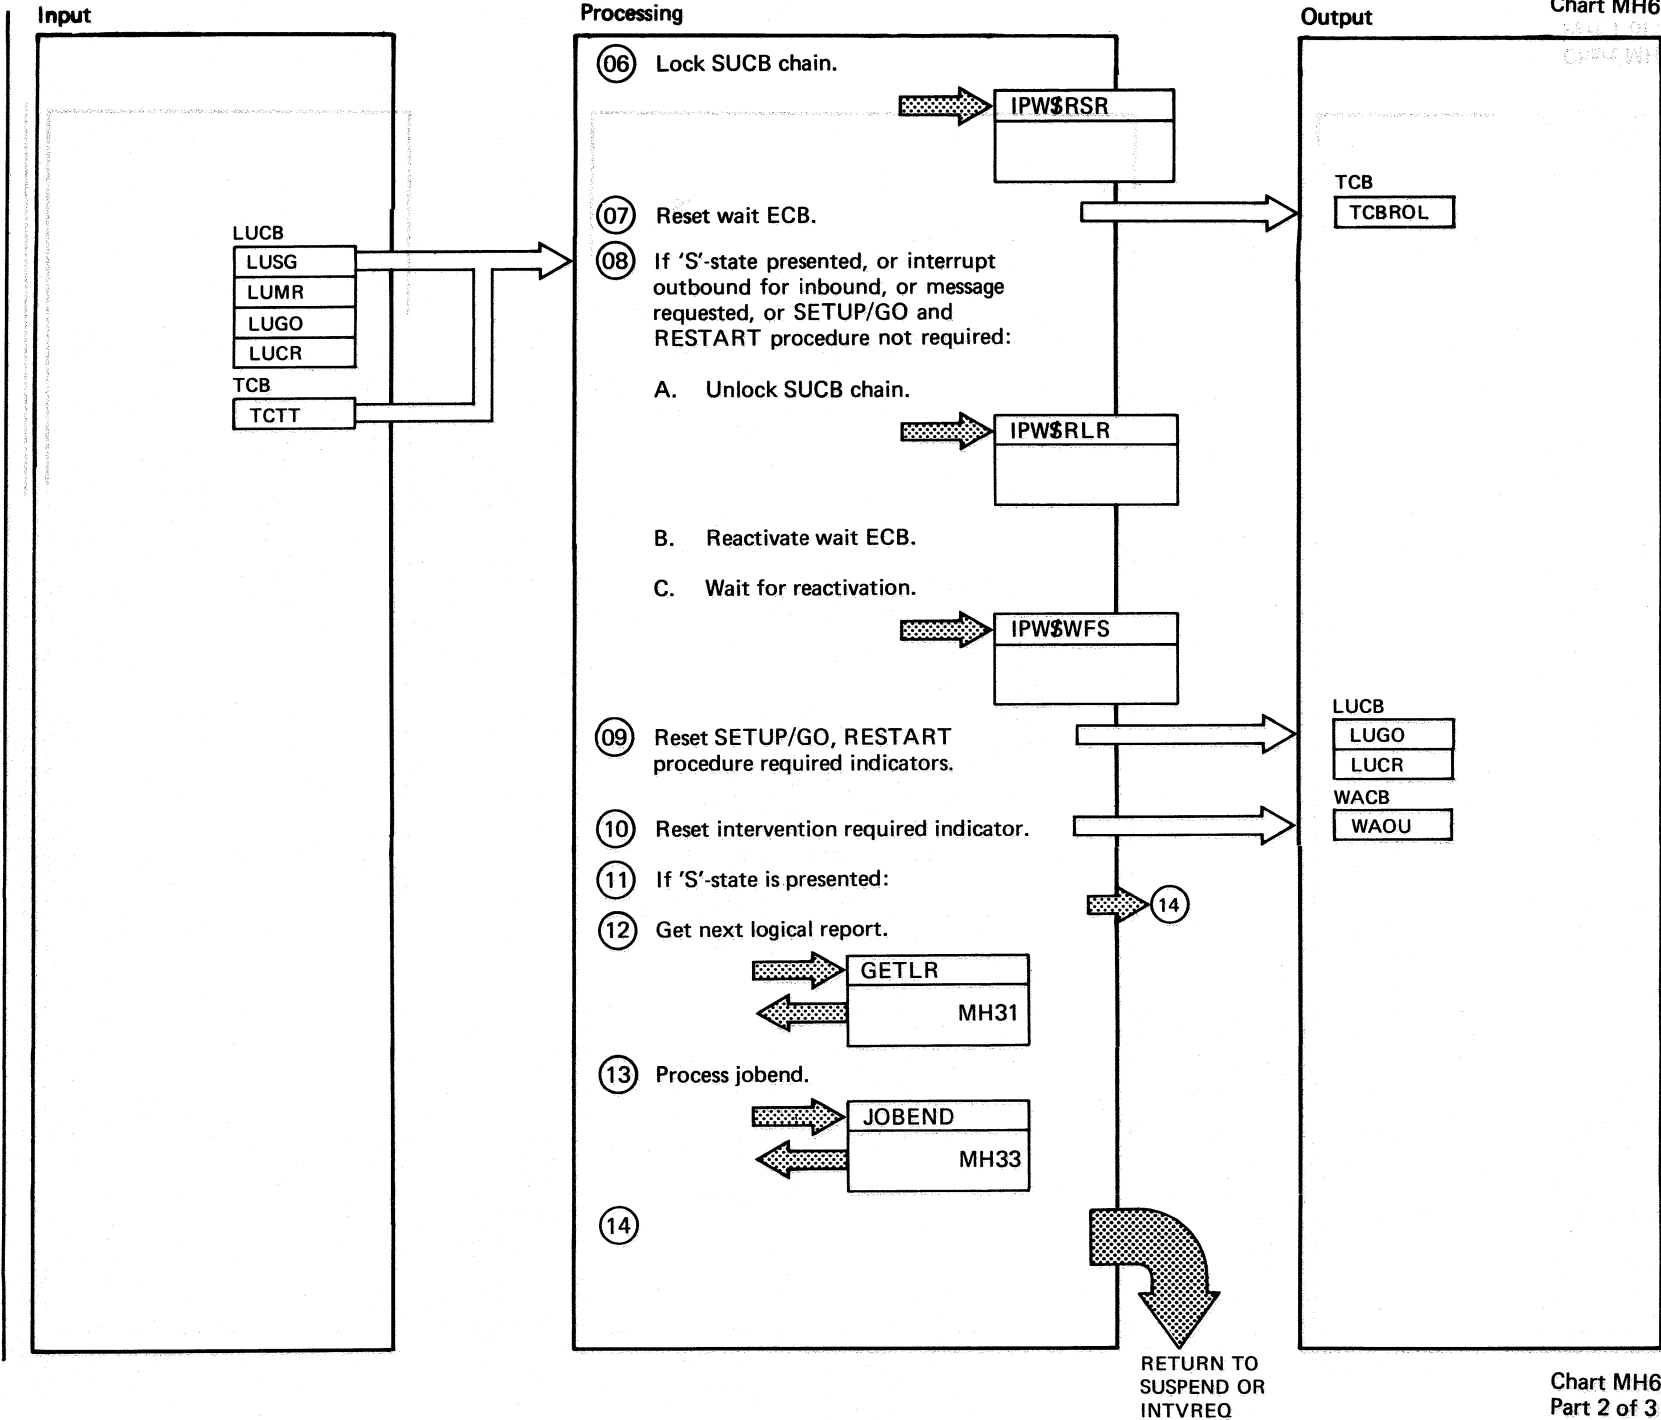 Input
Processing
Output
Chart MH6
06 Lock SUCB chain.
IPW$RSR
TCB
TCBROL
07 Reset wait ECB.
LUCB
LUSG
LUMR
LUGO
LUCR
TCB
TCTT
08 If 'S'-state presented, or interrupt
outbound for inbound, or message
requested, or SETUP/GO and
RESTART procedure not required:
A. Unlock SUCB chain.
IPW$RLR
B. Reactivate wait ECB.
C. Wait for reactivation.
IPW$WFS
09 Reset SETUP/GO, RESTART
procedure required indicators.
LUCB
LUGO
LUCR
10 Reset intervention required indicator.
WACB
WAOU
11 If 'S'-state is presented:
14
12 Get next logical report.
GETLR
MH31
13 Process jobend.
JOBEND
MH33
14
RETURN TO
SUSPEND OR
INTVREQ
Chart MH6
Part 2 of 3